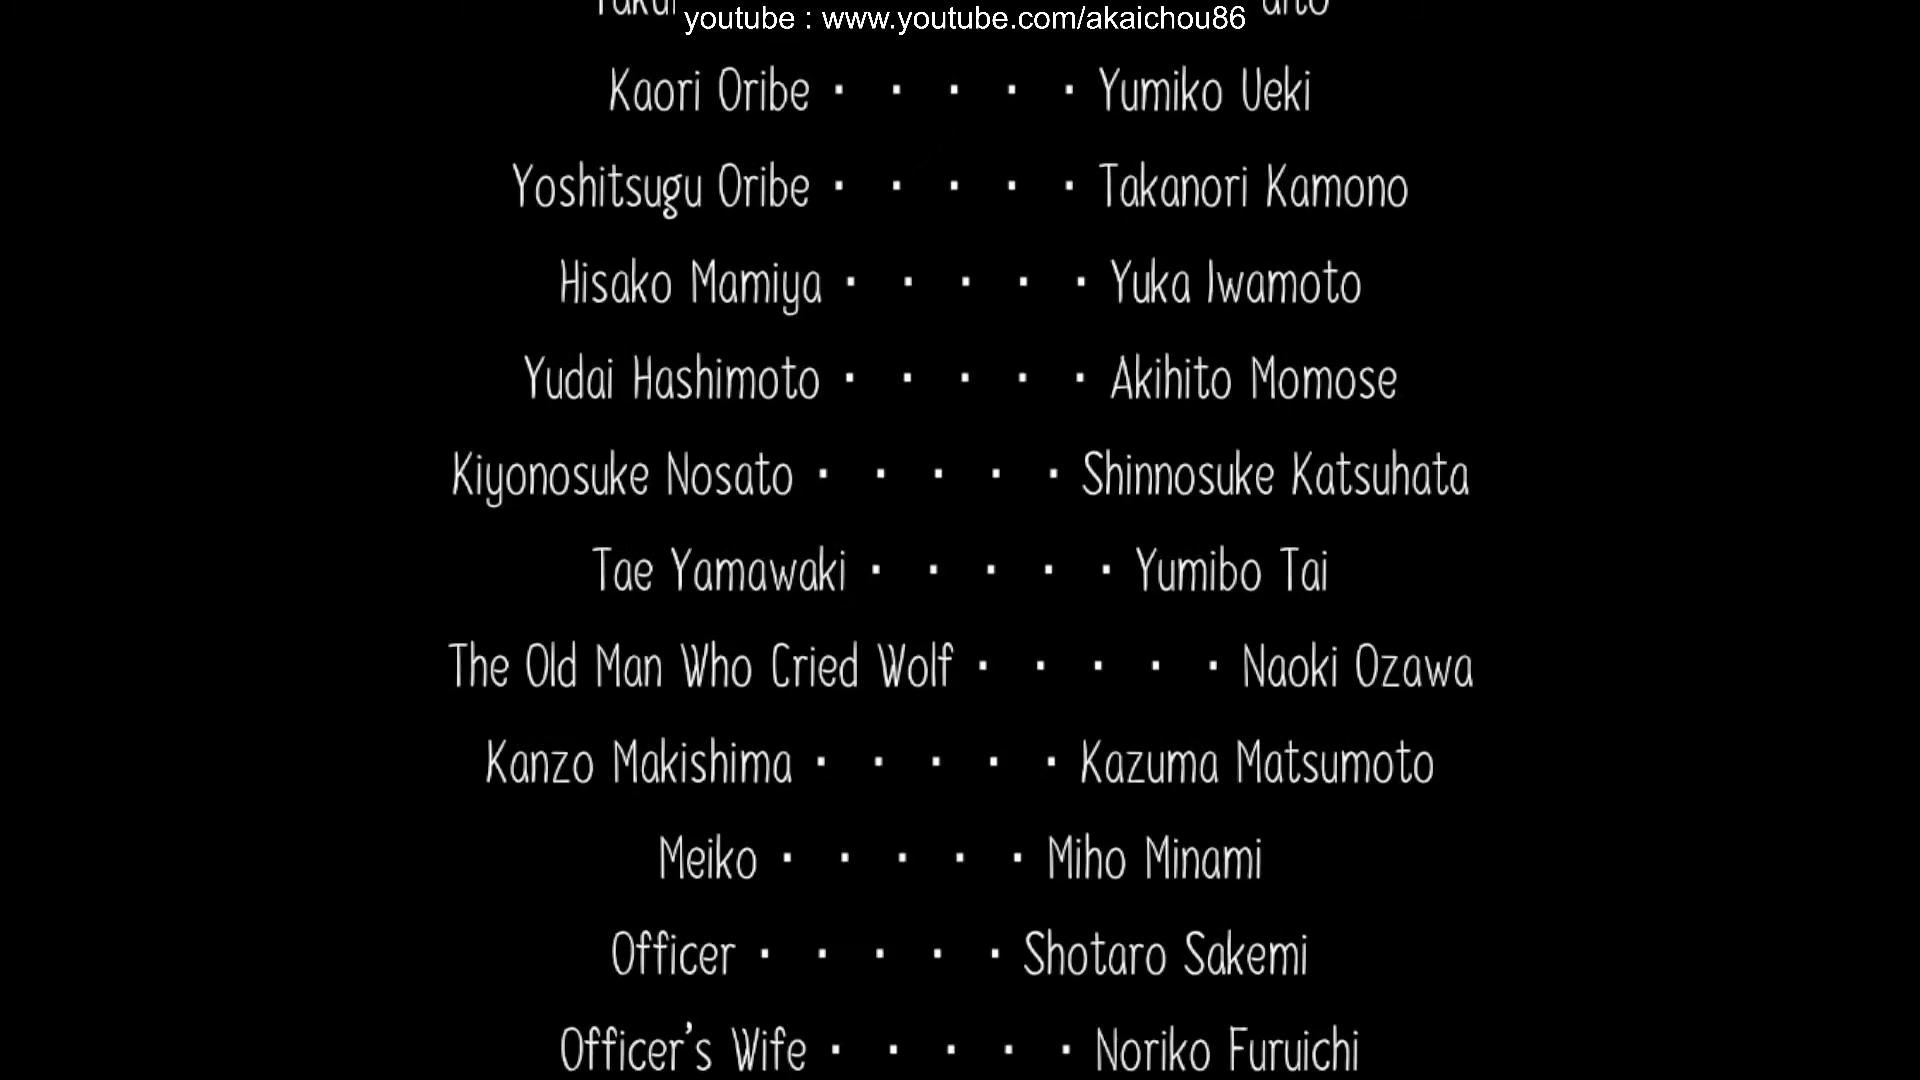 youtube : www.youtube.com/akaichou86
Kaori Oribe · · · · · Yumiko Ueki
Yoshitsugu Oribe · · · · · Takanori Kamono
Hisako Mamiya · · · · · Yuka Iwamoto
Yudai Hashimoto · · · · · Akihito Momose
Kiyonosuke Nosato · · · · · Shinnosuke Katsuhata
Tae Yamawaki · · · · · Yumibo Tai
The Old Man Who Cried Wolf · · · · · Naoki Ozawa
Kanzo Makishima · · · · · Kazuma Matsumoto
Meiko · · · · · Miho Minami
Officer · · · · · Shotaro Sakemi
Officer's Wife · · · · · Noriko Furuichi